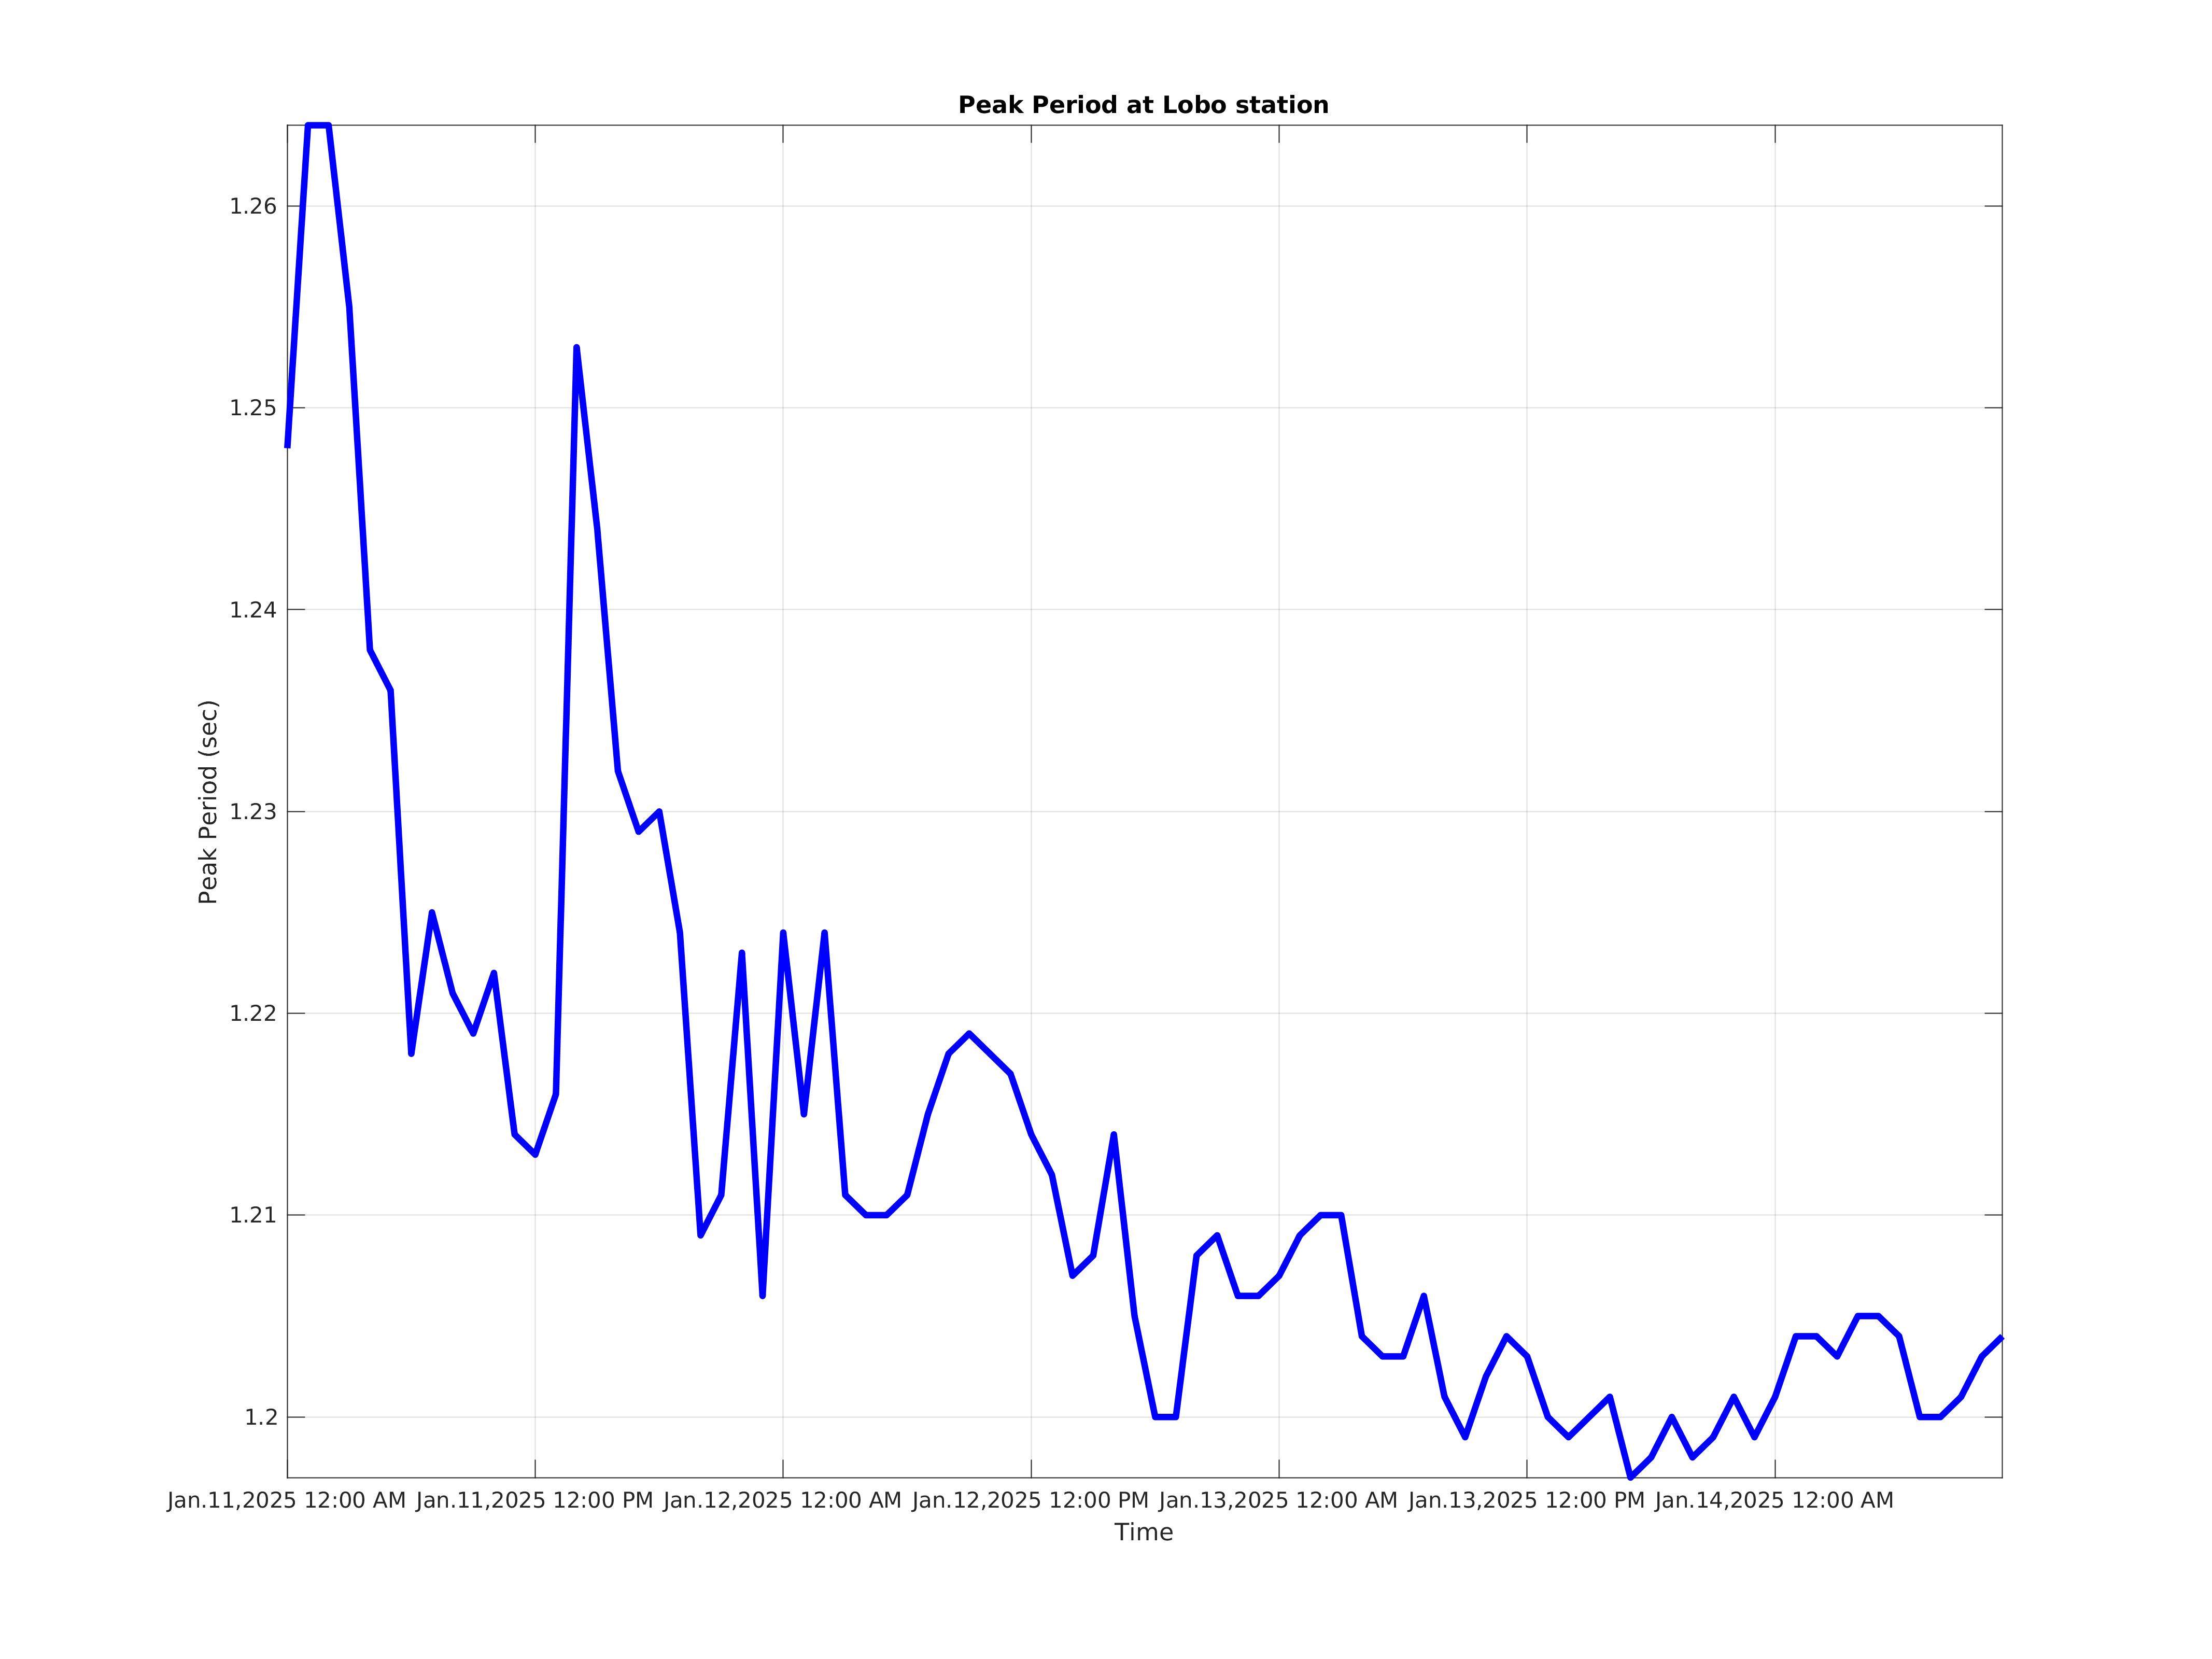 Peak Period at Lobo station
1.26
1.25
1.24
1.23
1.22
1.21
1.2
Peak Period (sec)
Jan.11,2025 12:00 AM Jan.11,2025 12:00 PM Jan.12,2025 12:00 AM Jan.12,2025 12:00 PM Jan.13,2025 12:00 AM Jan.13,2025 12:00 PM Jan.14,2025 12:00 AM
Time